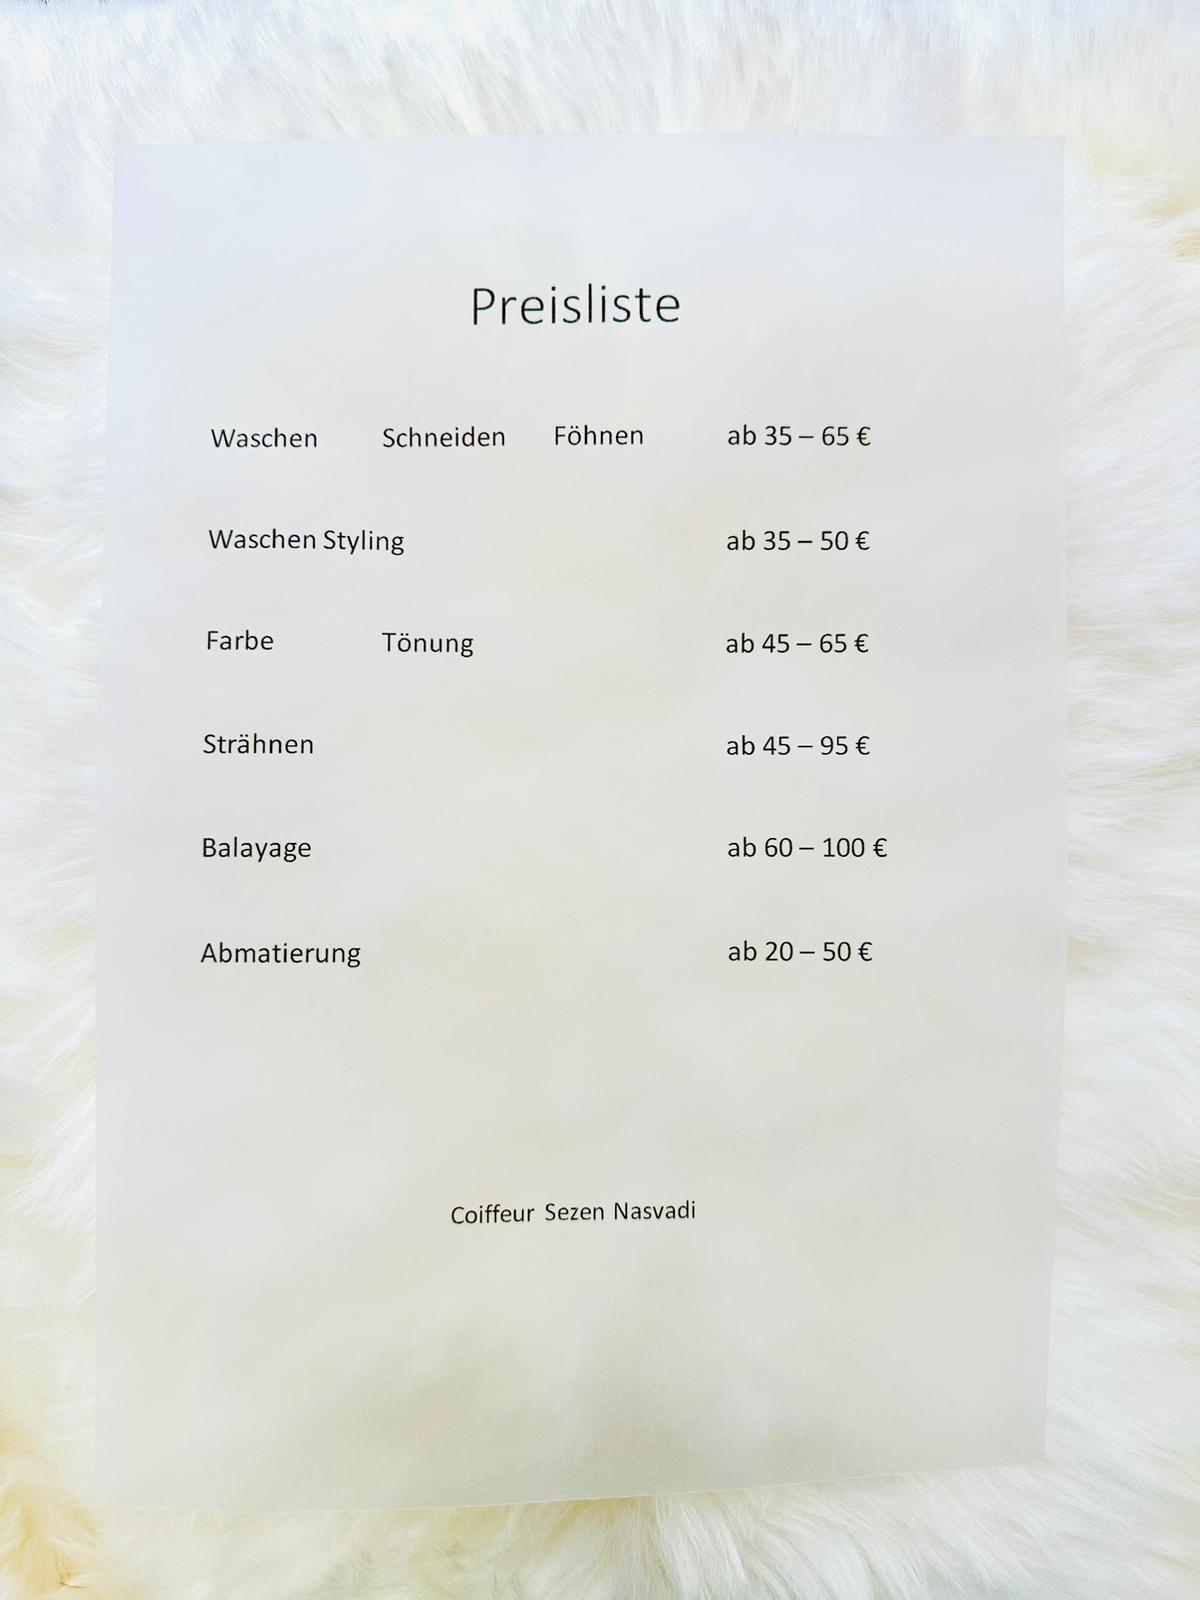 Preisliste
Waschen Schneiden Föhnen ab 35 – 65 €
Waschen Styling ab 35 – 50 €
Farbe Tönung ab 45 – 65 €
Strähnen ab 45 – 95 €
Balayage ab 60 – 100 €
Abmatierung ab 20 – 50 €
Coiffeur Sezen Nasvadi